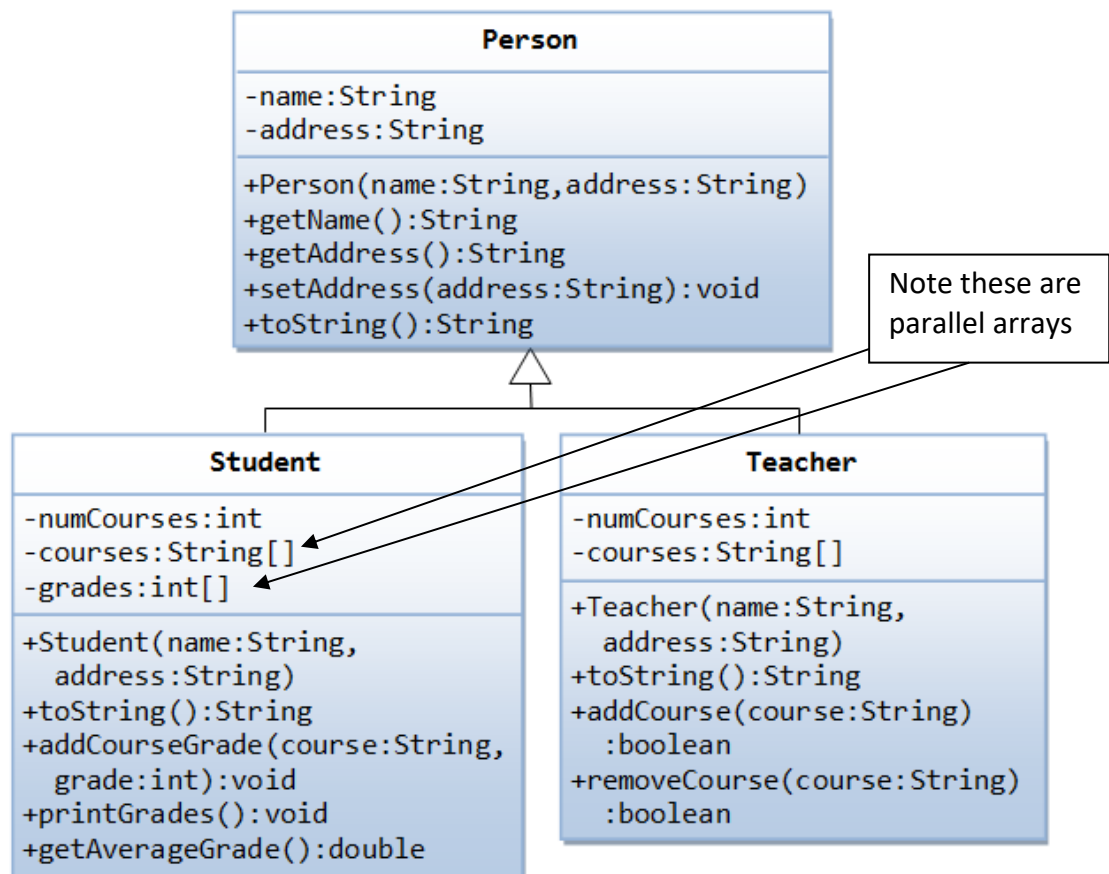 Person
-name:String
-address:String
+Person(name:String,address:String)
+getName():String
+getAddress():String
+setAddress(address:String):void
+toString():String
Note these are
parallel arrays
Student
-numCourses:int
-courses:String[]
-grades:int[]
+Student(name:String,
address:String)
+toString():String
+addCourseGrade(course:String,
grade:int):void
+printGrades():void
+getAverageGrade():double
Teacher
-numCourses:int
-courses:String[]
+Teacher(name:String,
address:String)
+toString():String
+addCourse(course:String)
:boolean
+removeCourse(course:String)
:boolean